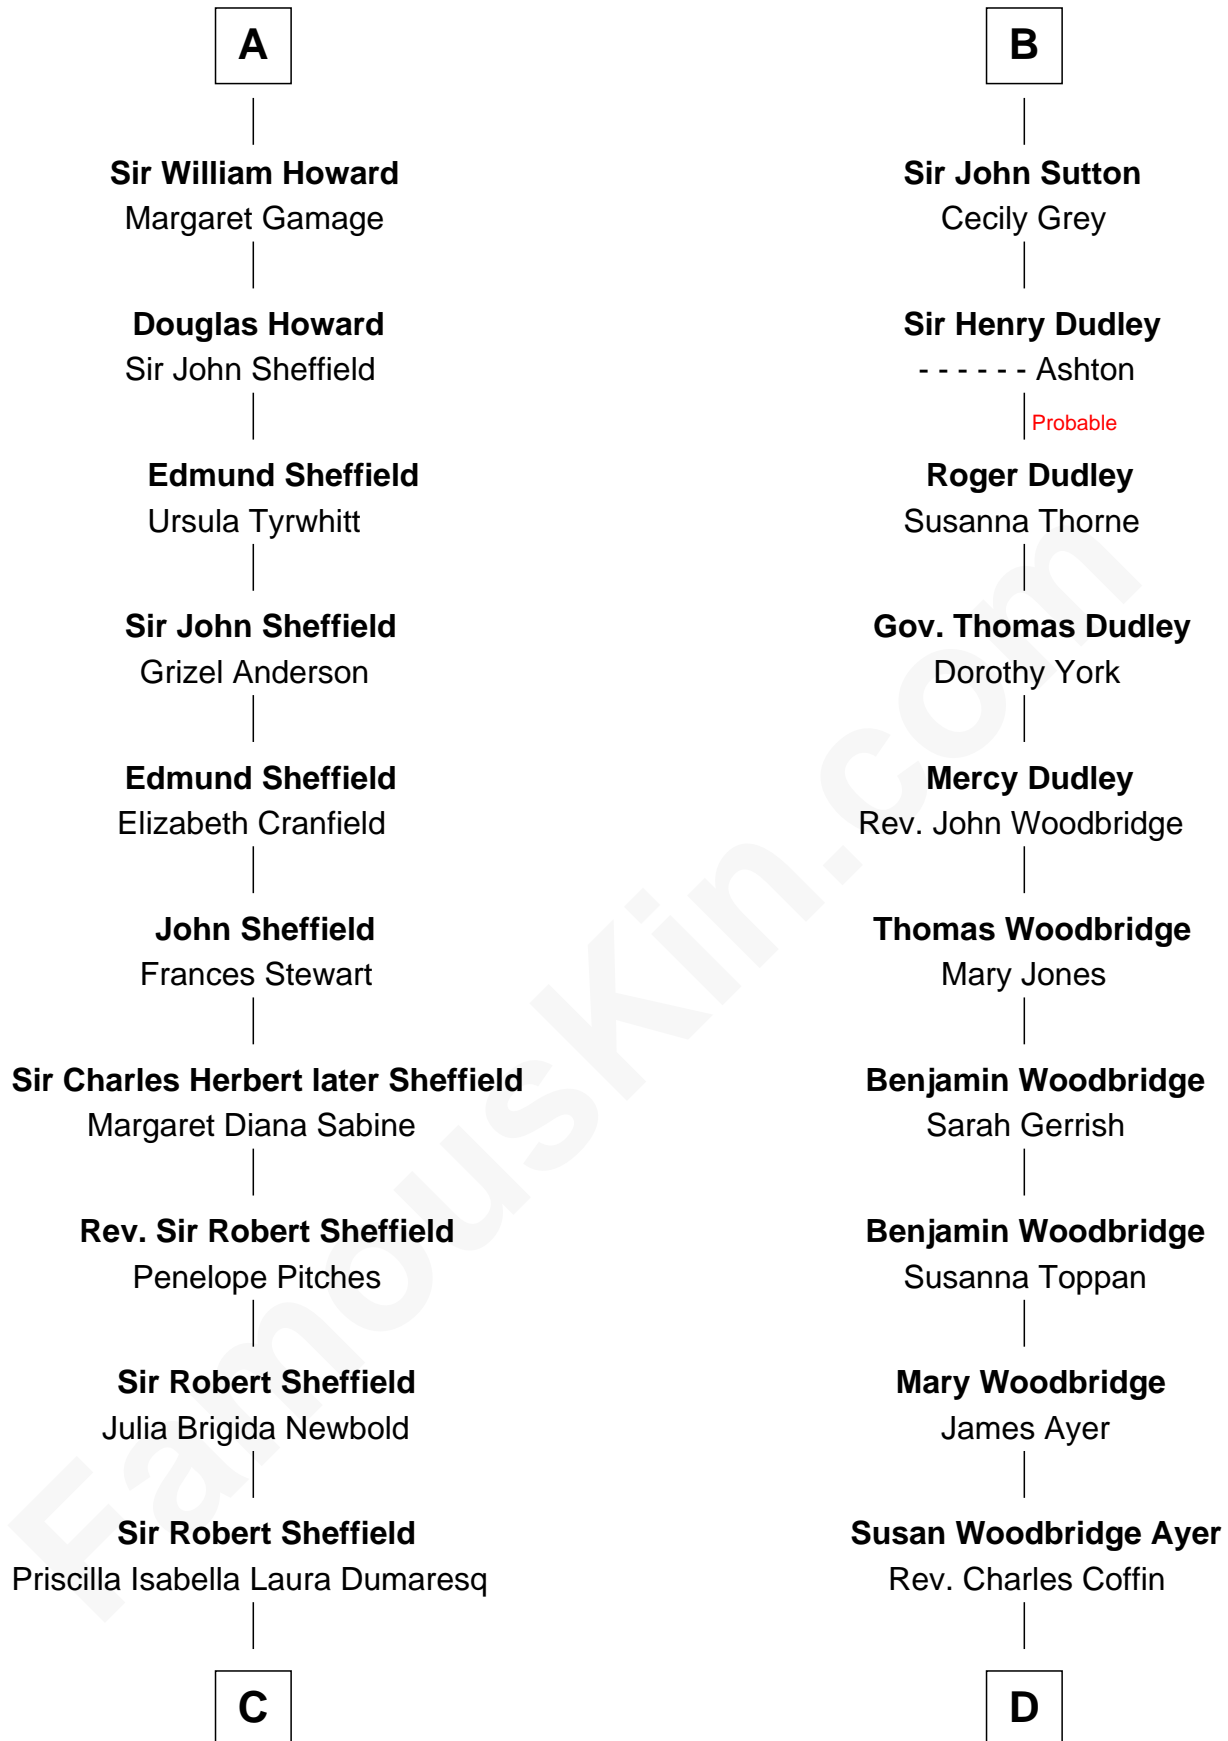 A
Sir William Howard
Margaret Gamage
Douglas Howard
Sir John Sheffield
Edmund Sheffield
Ursula Tyrwhitt
Sir John Sheffield
Grizel Anderson
Edmund Sheffield
Elizabeth Cranfield
John Sheffield
Frances Stewart
Sir Charles Herbert later Sheffield
Margaret Diana Sabine
Rev. Sir Robert Sheffield
Penelope Pitches
Sir Robert Sheffield
Julia Brigida Newbold
Sir Robert Sheffield
Priscilla Isabella Laura Dumaresq
C
B
Sir John Sutton
Cecily Grey
Sir Henry Dudley
- - - - - - Ashton
Probable
Roger Dudley
Susanna Thorne
Gov. Thomas Dudley
Dorothy York
Mercy Dudley
Rev. John Woodbridge
Thomas Woodbridge
Mary Jones
Benjamin Woodbridge
Sarah Gerrish
Benjamin Woodbridge
Susanna Toppan
Mary Woodbridge
James Ayer
Susan Woodbridge Ayer
Rev. Charles Coffin
D
FamousKin.com